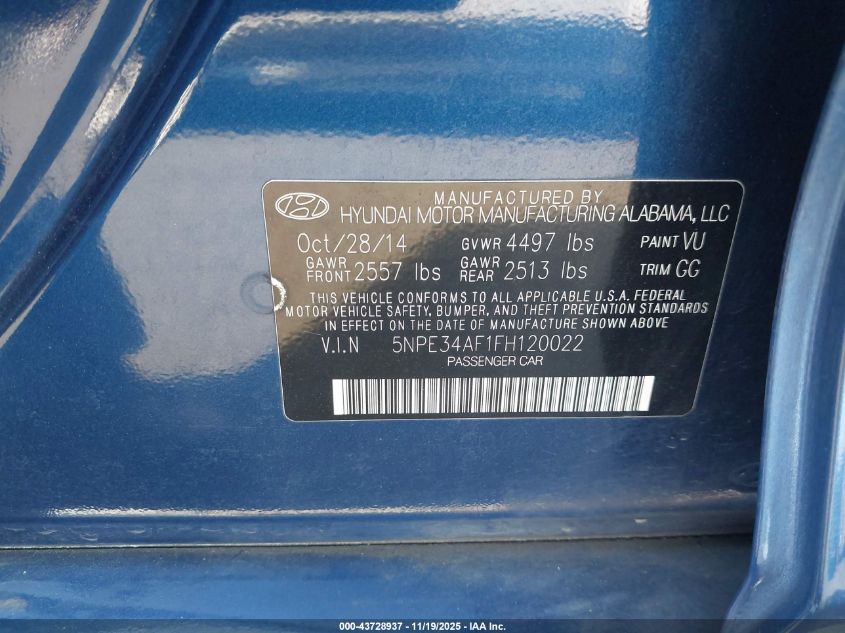 MANUFACTURED BY
HYUNDAI MOTOR MANUFACTURING ALABAMA, LLC
Oct/28/14 GVWR 4497 lbs PAINT VU
GAWR FRONT 2557 lbs GAWR REAR 2513 lbs TRIM GG
THIS VEHICLE CONFORMS TO ALL APPLICABLE U.S.A. FEDERAL
MOTOR VEHICLE SAFETY, BUMPER, AND THEFT PREVENTION STANDARDS
IN EFFECT ON THE DATE OF MANUFACTURE SHOWN ABOVE
V.I.N 5NPE34AF1FH120022
PASSENGER CAR
000-43728937 - 11/19/2025 - IAA Inc.